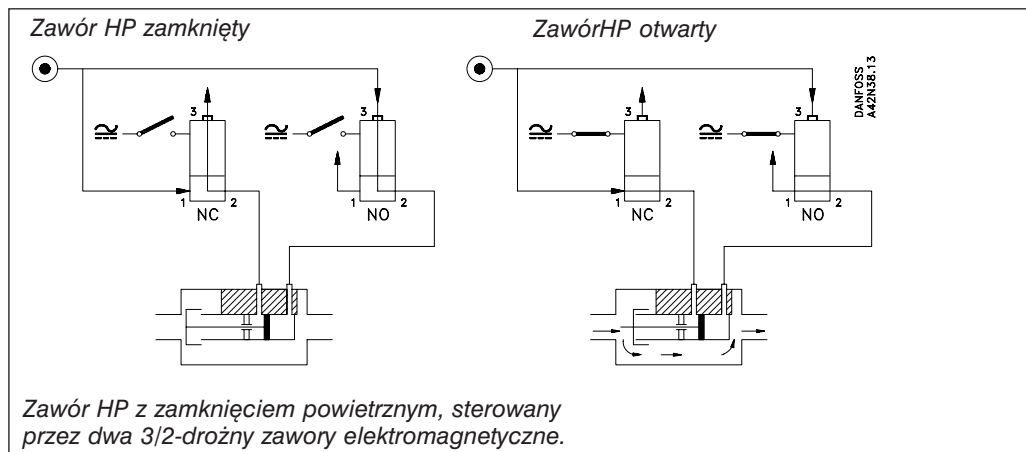 Zawór HP zamknięty
ZawórHP otwarty
DANFOSS
A42N38.13
3
3
3
3
1
2
NC
1
2
NO
1
2
NC
1
2
NO
Zawór HP z zamknięciem powietrznym, sterowany
przez dwa 3/2-drożny zawory elektromagnetyczne.